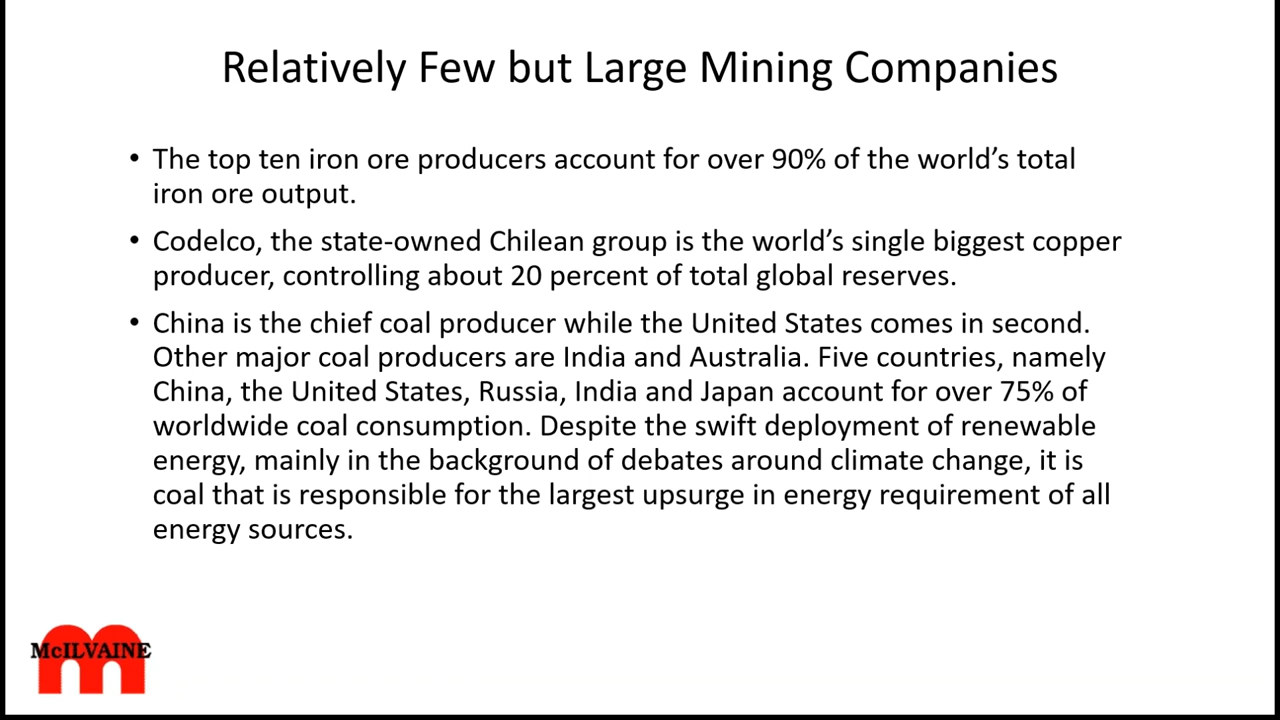 Relatively Few but Large Mining Companies
• The top ten iron ore producers account for over 90% of the world’s total
iron ore output.
• Codelco, the state-owned Chilean group is the world’s single biggest copper
producer, controlling about 20 percent of total global reserves.
• China is the chief coal producer while the United States comes in second.
Other major coal producers are India and Australia. Five countries, namely
China, the United States, Russia, India and Japan account for over 75% of
worldwide coal consumption. Despite the swift deployment of renewable
energy, mainly in the background of debates around climate change, it is
coal that is responsible for the largest upsurge in energy requirement of all
energy sources.
McILVAINE